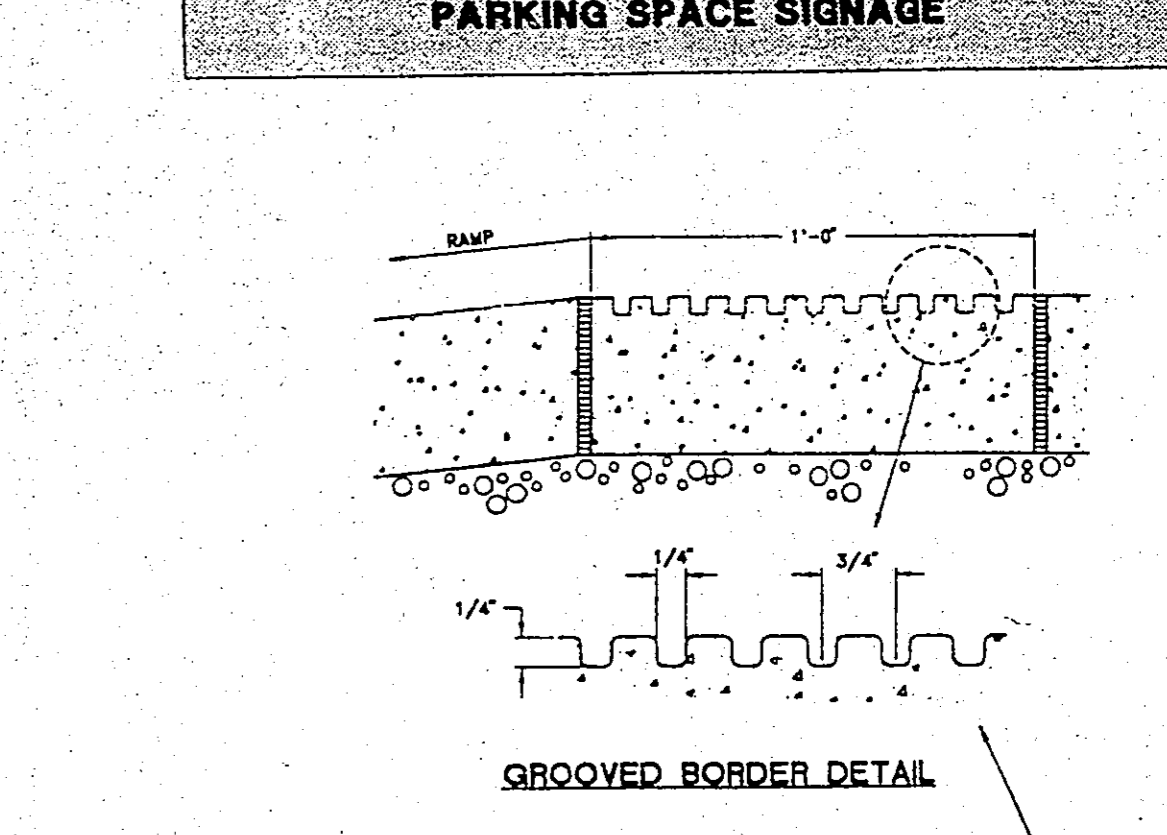 PARKING SPACE SIGNAGE
RAMP
1'-0"
1/4"
3/4"
1/4"
GROOVED BORDER DETAIL